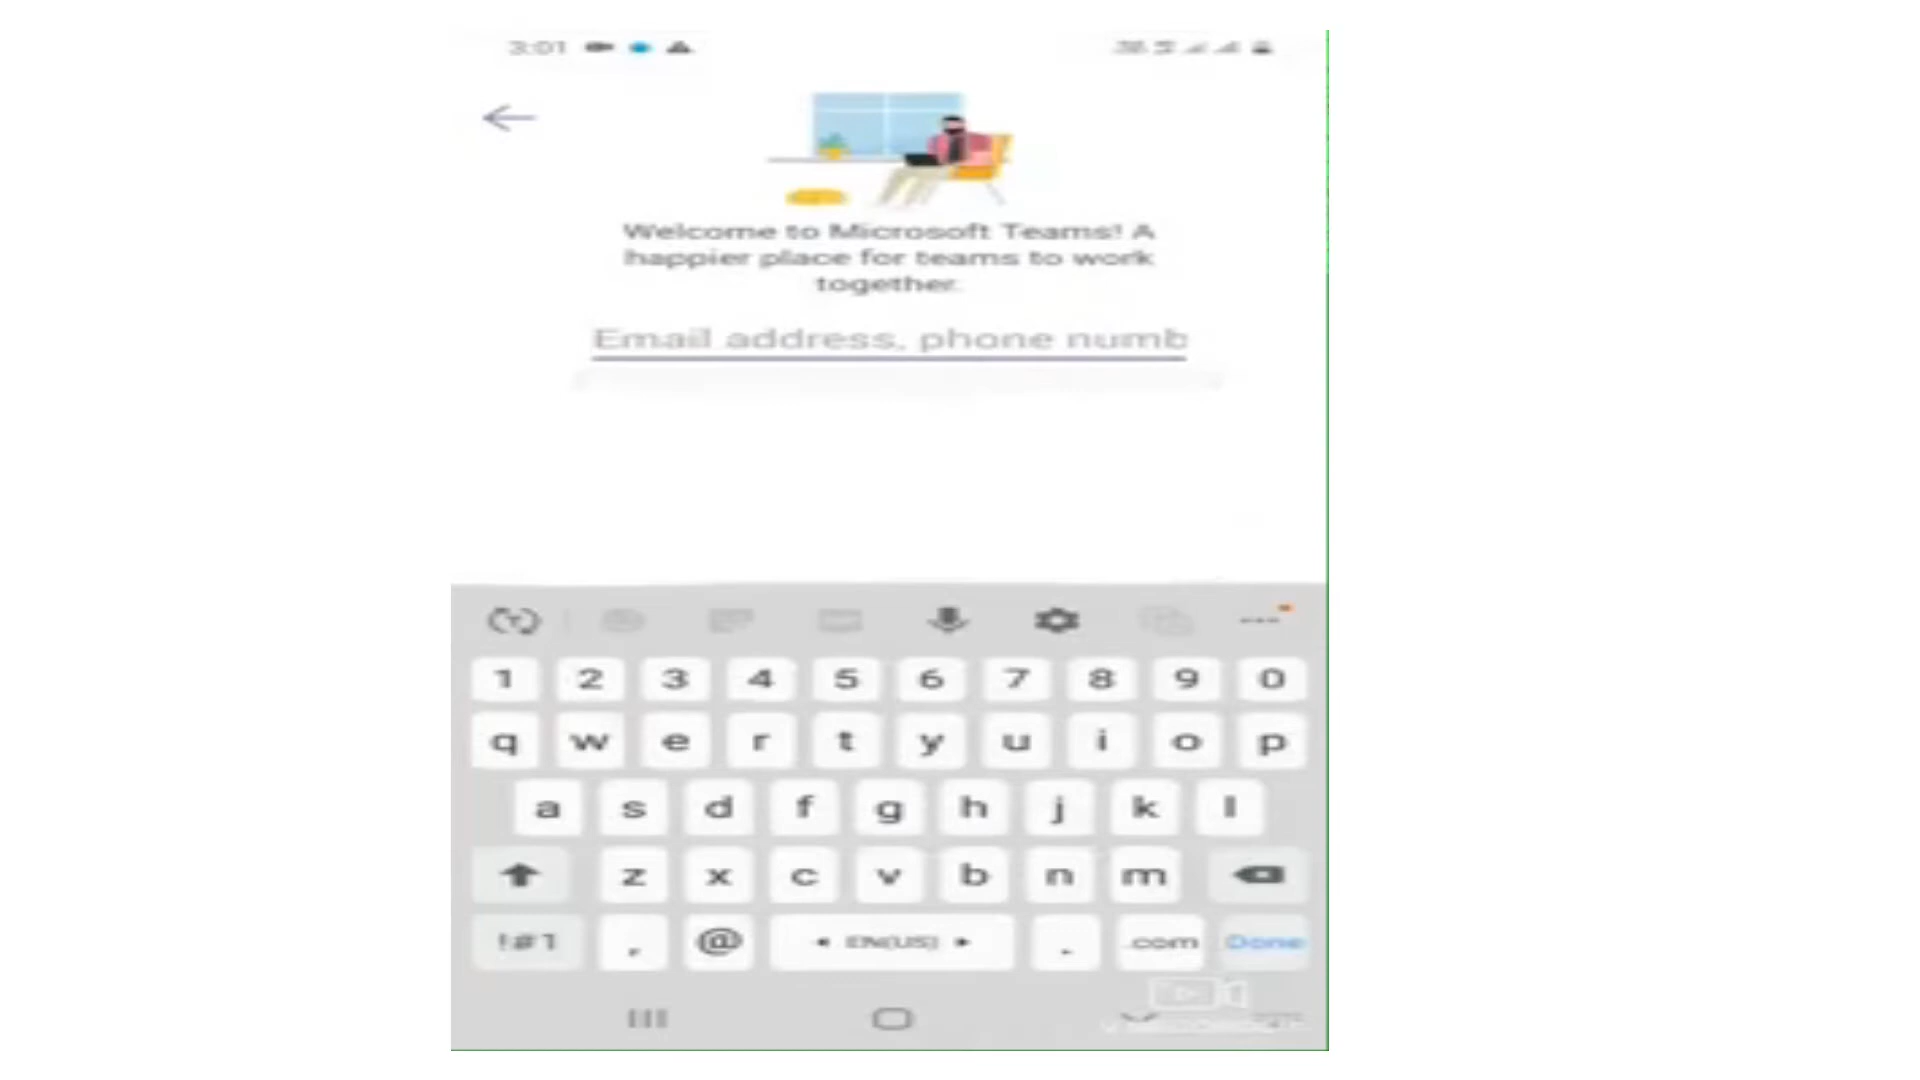 3:01
Welcome to Microsoft Teams! A
happier place for teams to work
together.
Email address, phone numb
1 2 3 4 5 6 7 8 9 0
q w e r t y u i o p
a s d f g h j k l
z x c v b n m
!#1 , @ EN(US) . .com Done